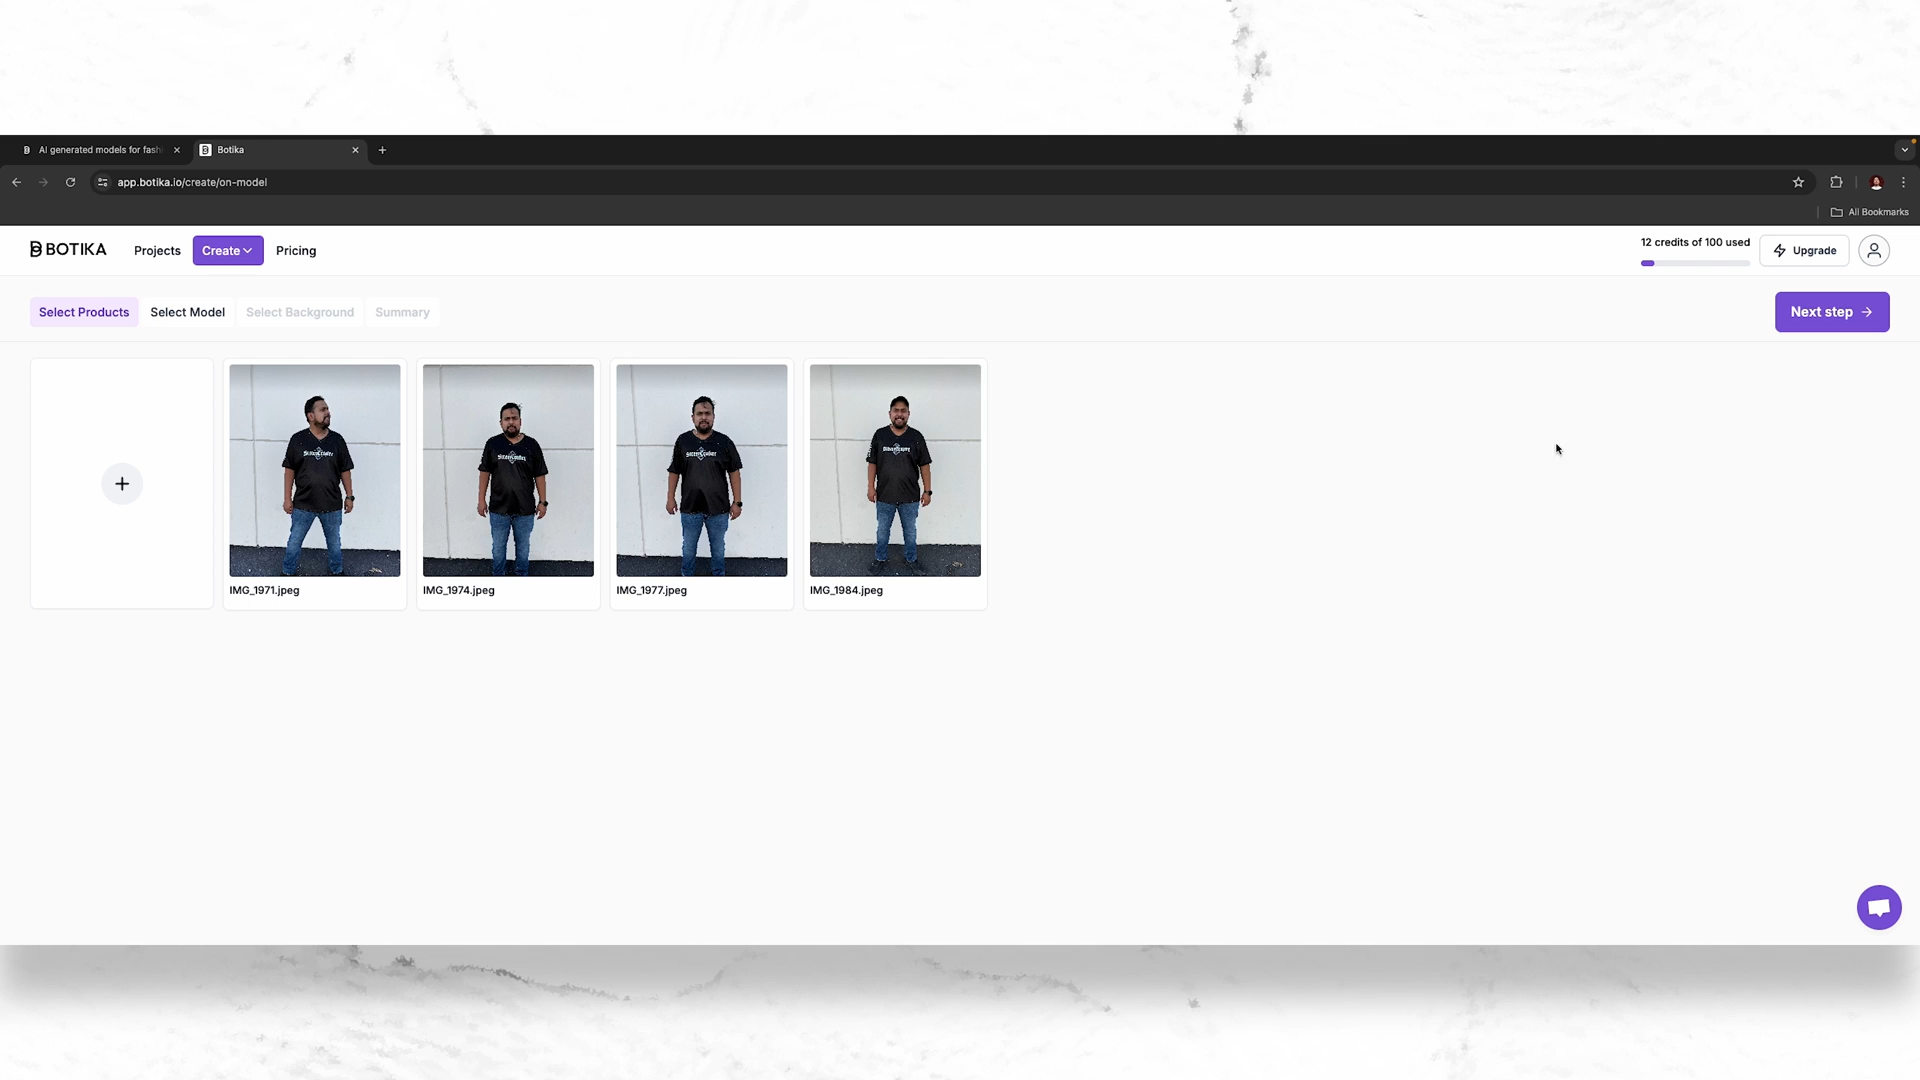 AI generated models for fash
Botika
app.botika.io/create/on-model
All Bookmarks
BOTIKA
Projects
Create
Pricing
12 credits of 100 used
Upgrade
Select Products
Select Model
Select Background
Summary
Next step
IMG_1971.jpeg
IMG_1974.jpeg
IMG_1977.jpeg
IMG_1984.jpeg